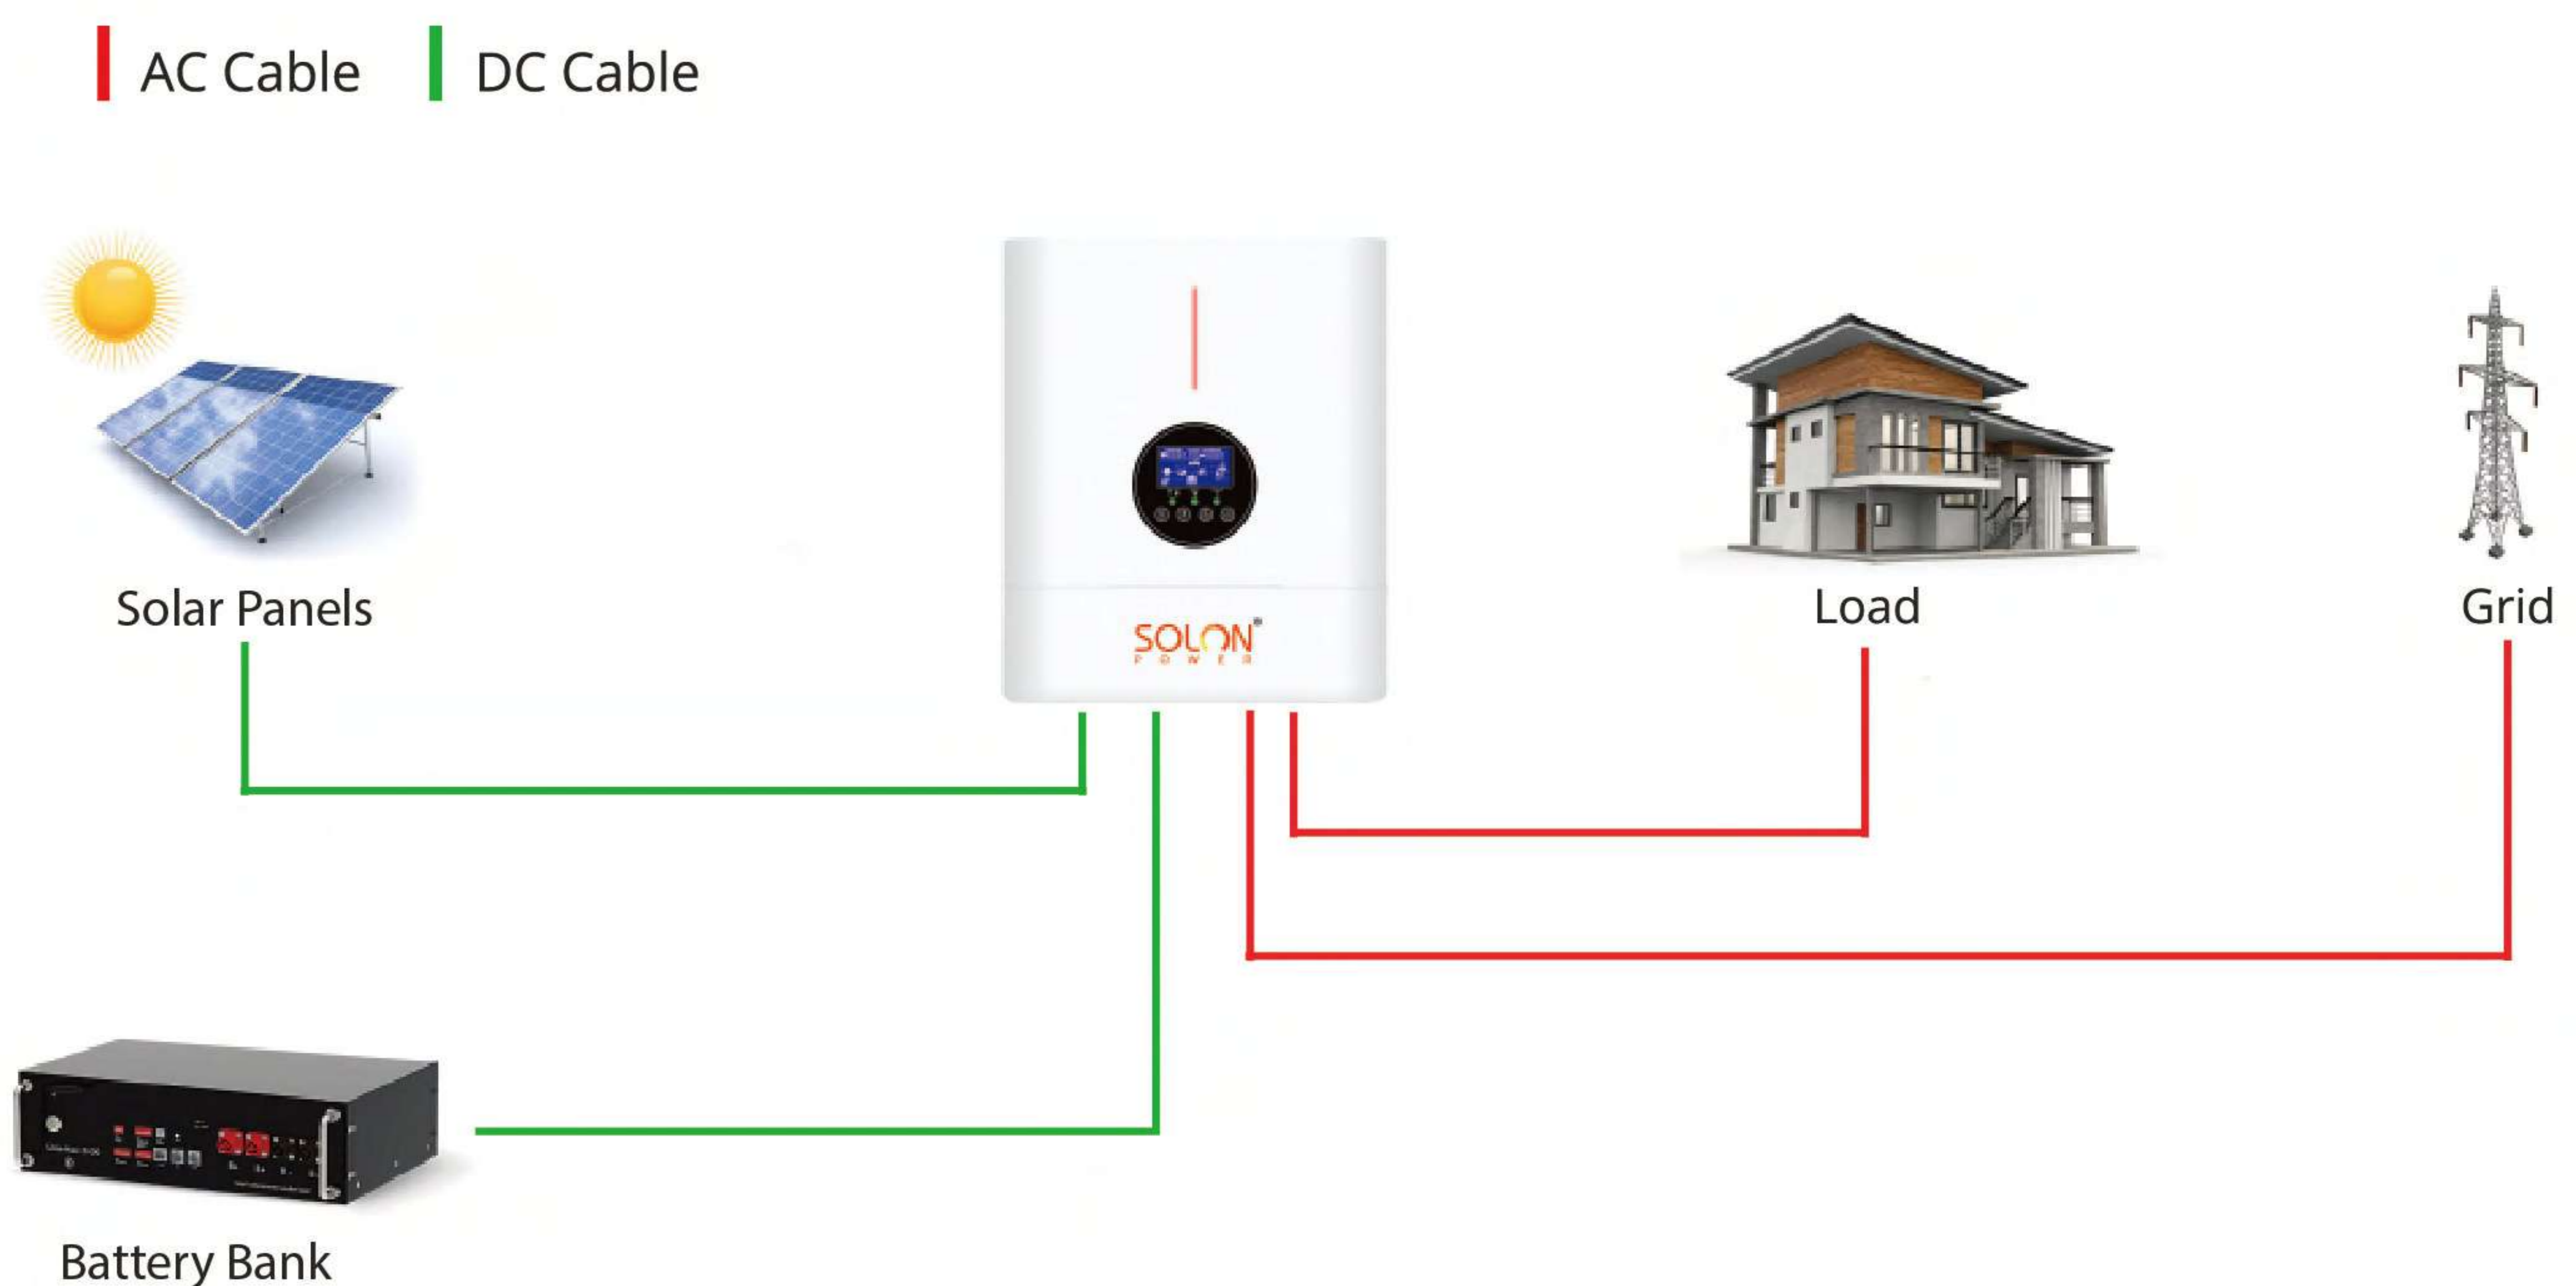 AC Cable
DC Cable
SOLON®
POWER
Solar Panels
Load
Grid
Battery Bank